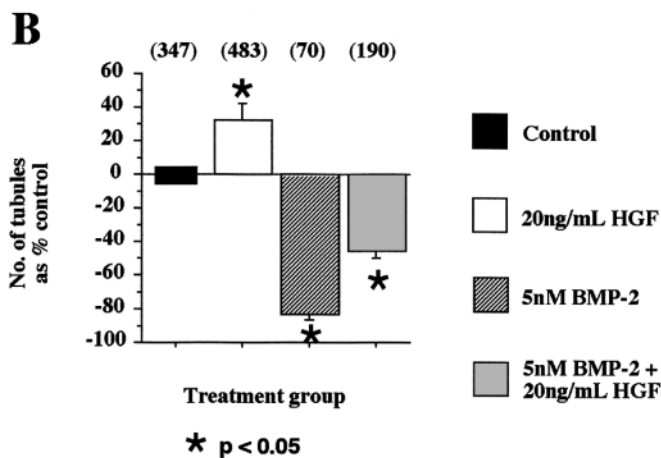 B
(347) (483) (70) (190)
60
40
20
0
-20
-40
-60
-80
-100
No. of tubules
as % control
Treatment group
* p < 0.05
Control
20ng/mL HGF
5nM BMP-2
5nM BMP-2 +
20ng/mL HGF